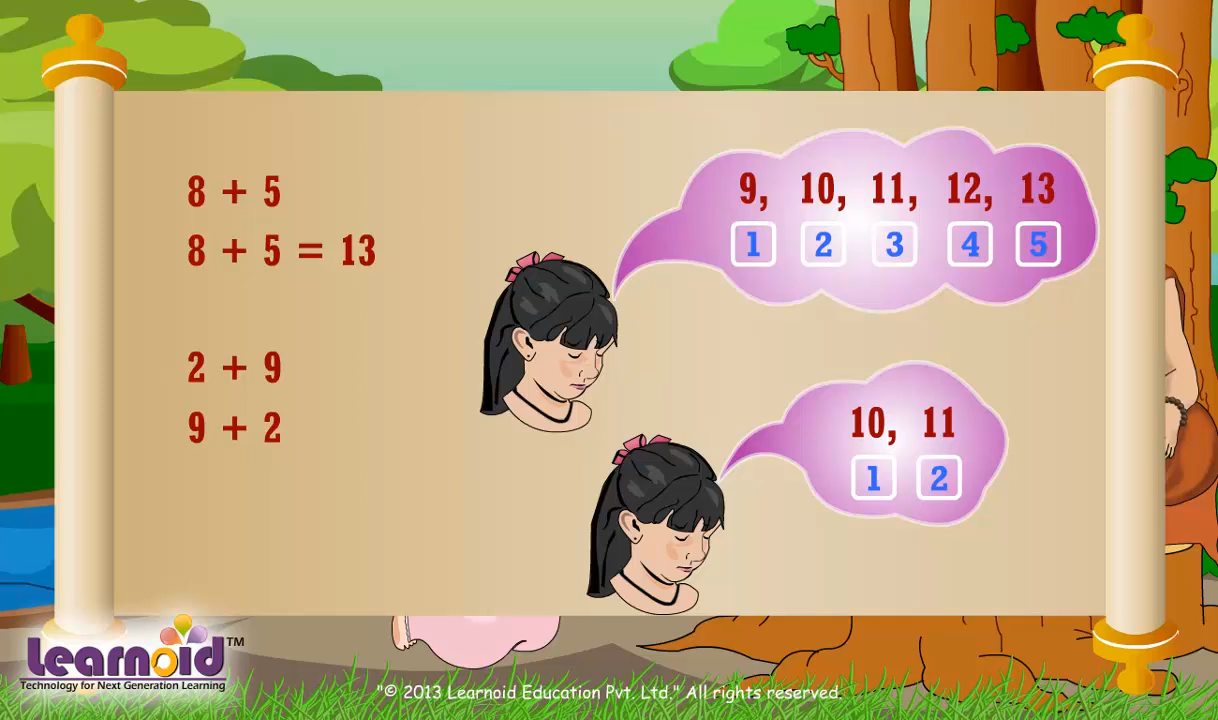 8 + 5
8 + 5 = 13
9, 10, 11, 12, 13
1 2 3 4 5
2 + 9
9 + 2
10, 11
1 2
Learnoid™
Technology for Next Generation Learning
"© 2013 Learnoid Education Pvt. Ltd." All rights reserved.